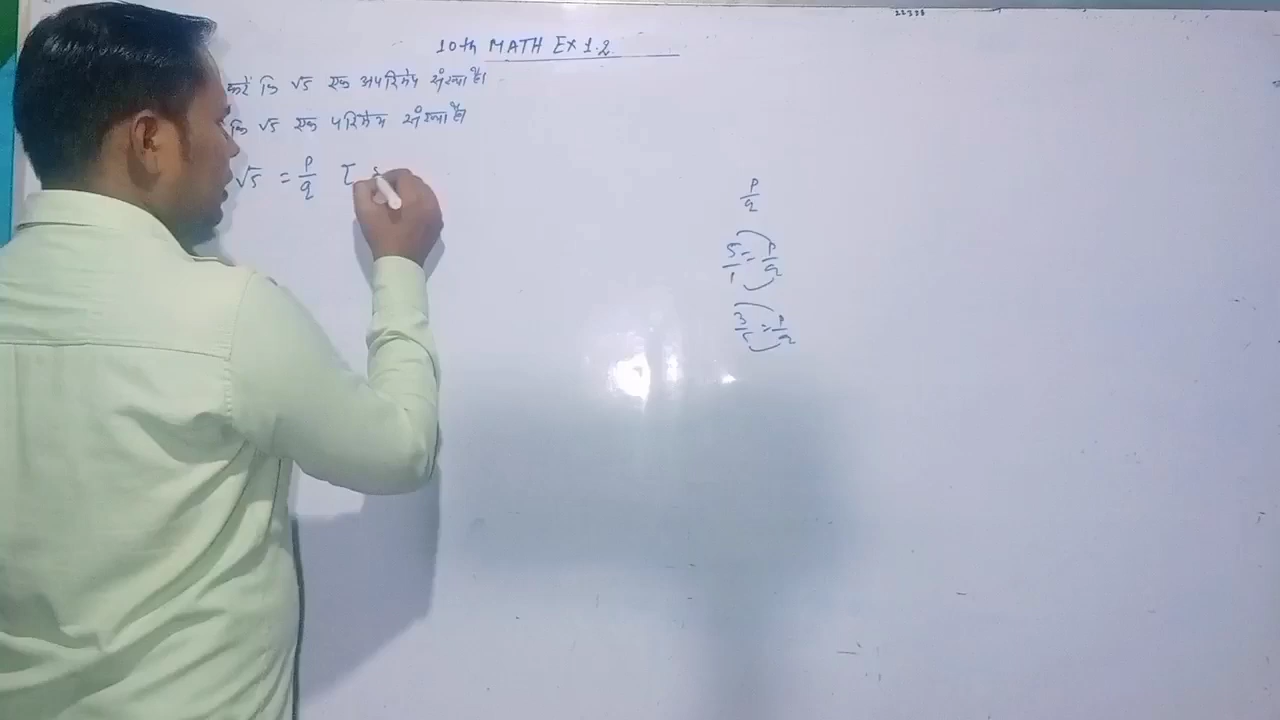 10th MATH EX 1.2
करें कि √5 एक अपरिमेय संख्या है।
कि √5 एक परिमेय संख्या है।
√5 = p/q [
p/q
5/1 = p/q
3/5 = p/q